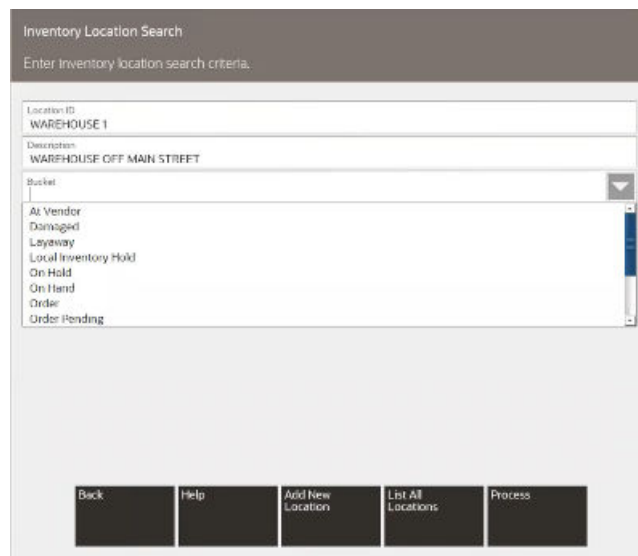 Inventory Location Search
Enter Inventory location search criteria.
Location ID
WAREHOUSE 1
Description
WAREHOUSE OFF MAIN STREET
Bucket
At Vendor
Damaged
Layaway
Local Inventory Hold
On Hold
On Hand
Order
Order Pending
Back
Help
Add New
Location
List All
Locations
Process